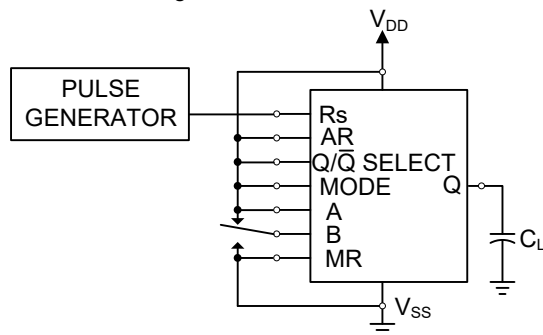 V_DD
PULSE
GENERATOR
Rs
AR
Q/Q̅ SELECT
MODE
Q
A
B
MR
C_L
V_SS